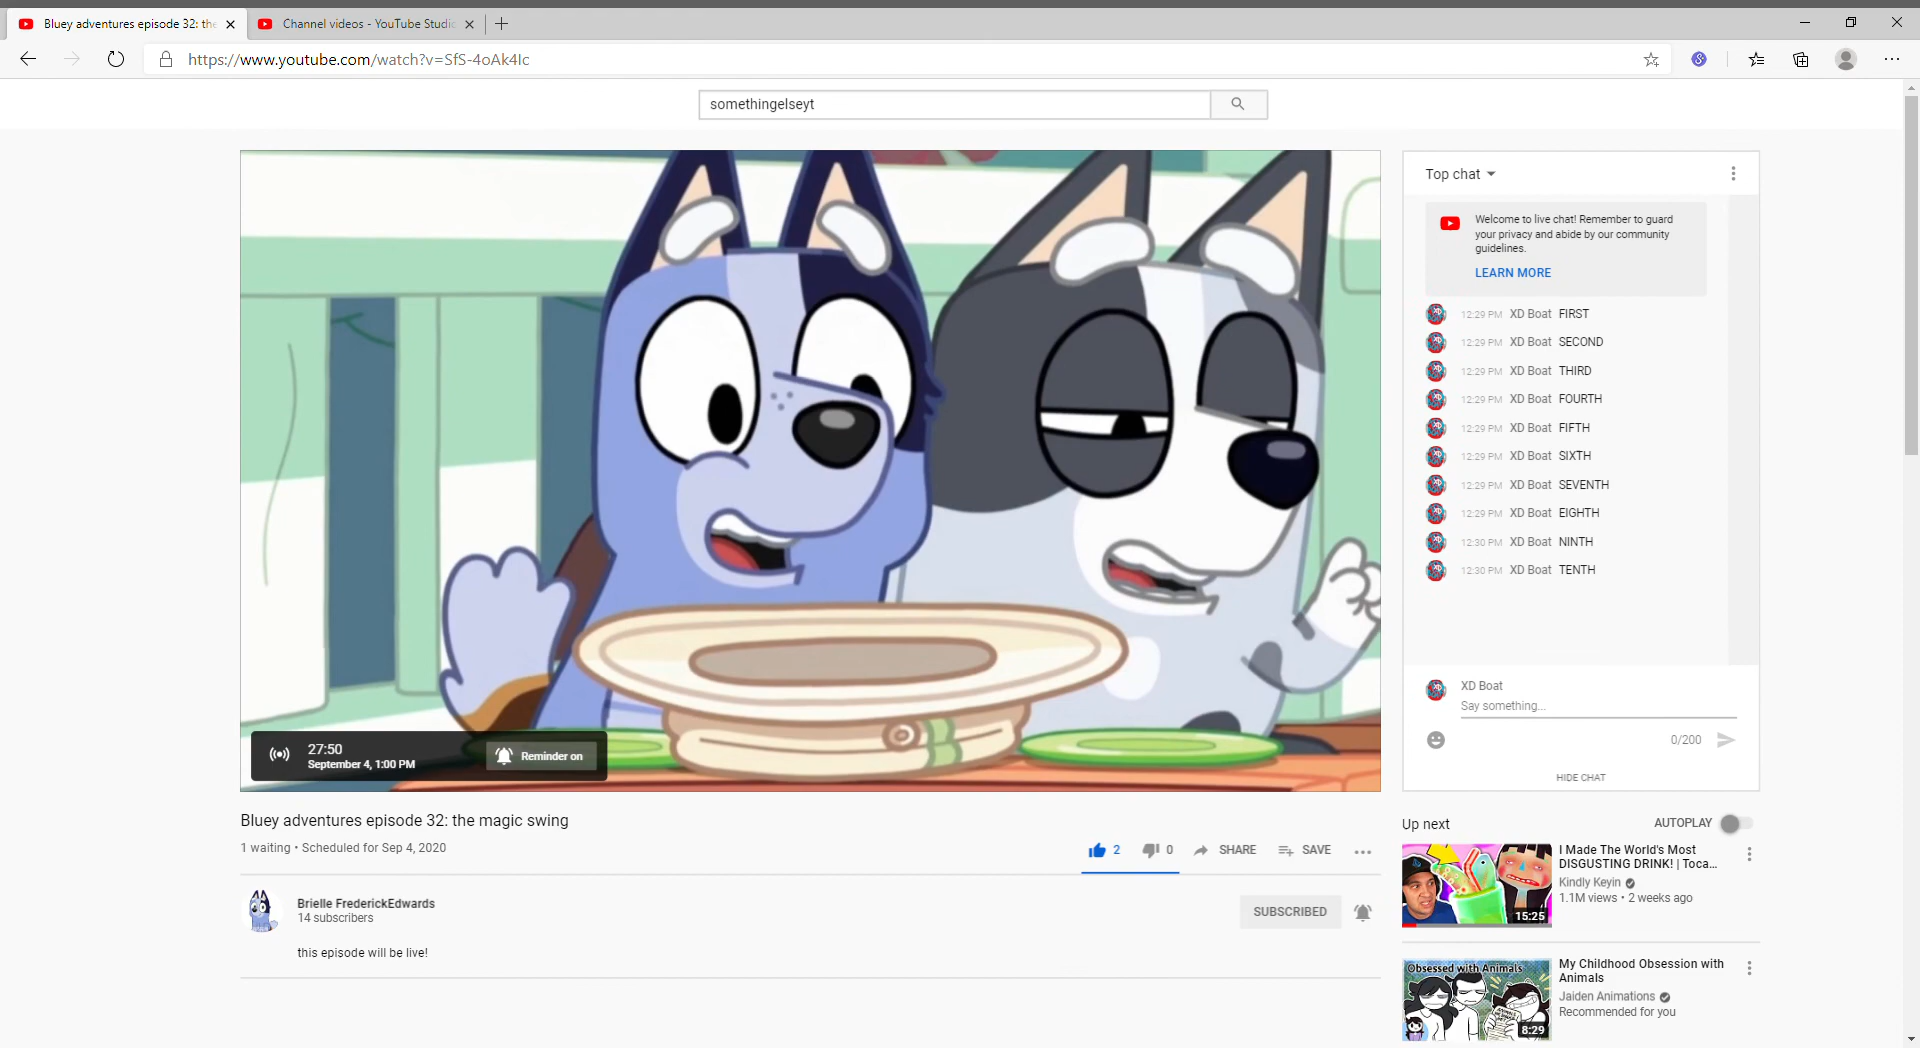 Bluey adventures episode 32: the
Channel videos - YouTube Studio
https://www.youtube.com/watch?v=SfS-4oAk4Ic
somethingelseyt
Top chat
Welcome to live chat! Remember to guard
your privacy and abide by our community
guidelines.
LEARN MORE
12:29 PM XD Boat FIRST
12:29 PM XD Boat SECOND
12:29 PM XD Boat THIRD
12:29 PM XD Boat FOURTH
12:29 PM XD Boat FIFTH
12:29 PM XD Boat SIXTH
12:29 PM XD Boat SEVENTH
12:29 PM XD Boat EIGHTH
12:30 PM XD Boat NINTH
12:30 PM XD Boat TENTH
XD Boat
Say something...
0/200
HIDE CHAT
27:50
September 4, 1:00 PM
Reminder on
Bluey adventures episode 32: the magic swing
1 waiting • Scheduled for Sep 4, 2020
2 0 SHARE SAVE
Brielle FrederickEdwards
14 subscribers
SUBSCRIBED
this episode will be live!
Up next
AUTOPLAY
I Made The World's Most
DISGUSTING DRINK! | Toca...
Kindly Keyin
1.1M views • 2 weeks ago
15:25
My Childhood Obsession with
Animals
Jaiden Animations
Recommended for you
Obsessed with Animals
8:29